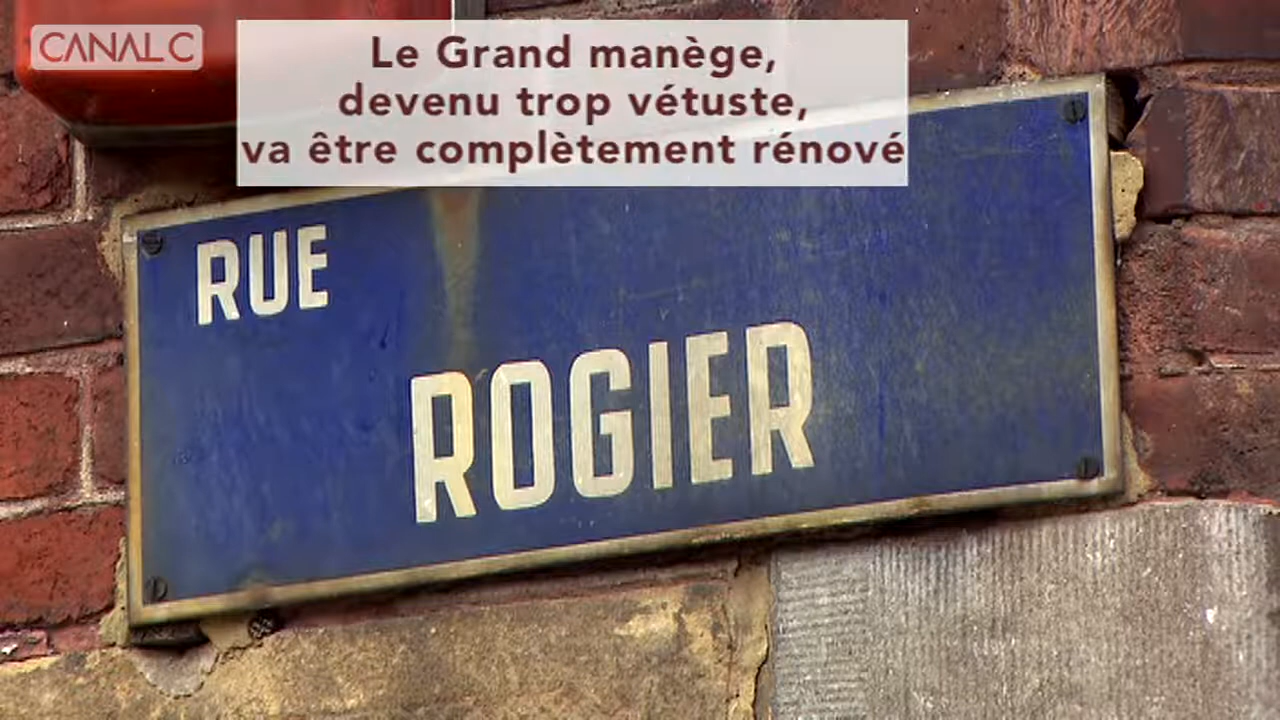 CANAL C
Le Grand manège,
devenu trop vétuste,
va être complètement rénové
RUE
ROGIER